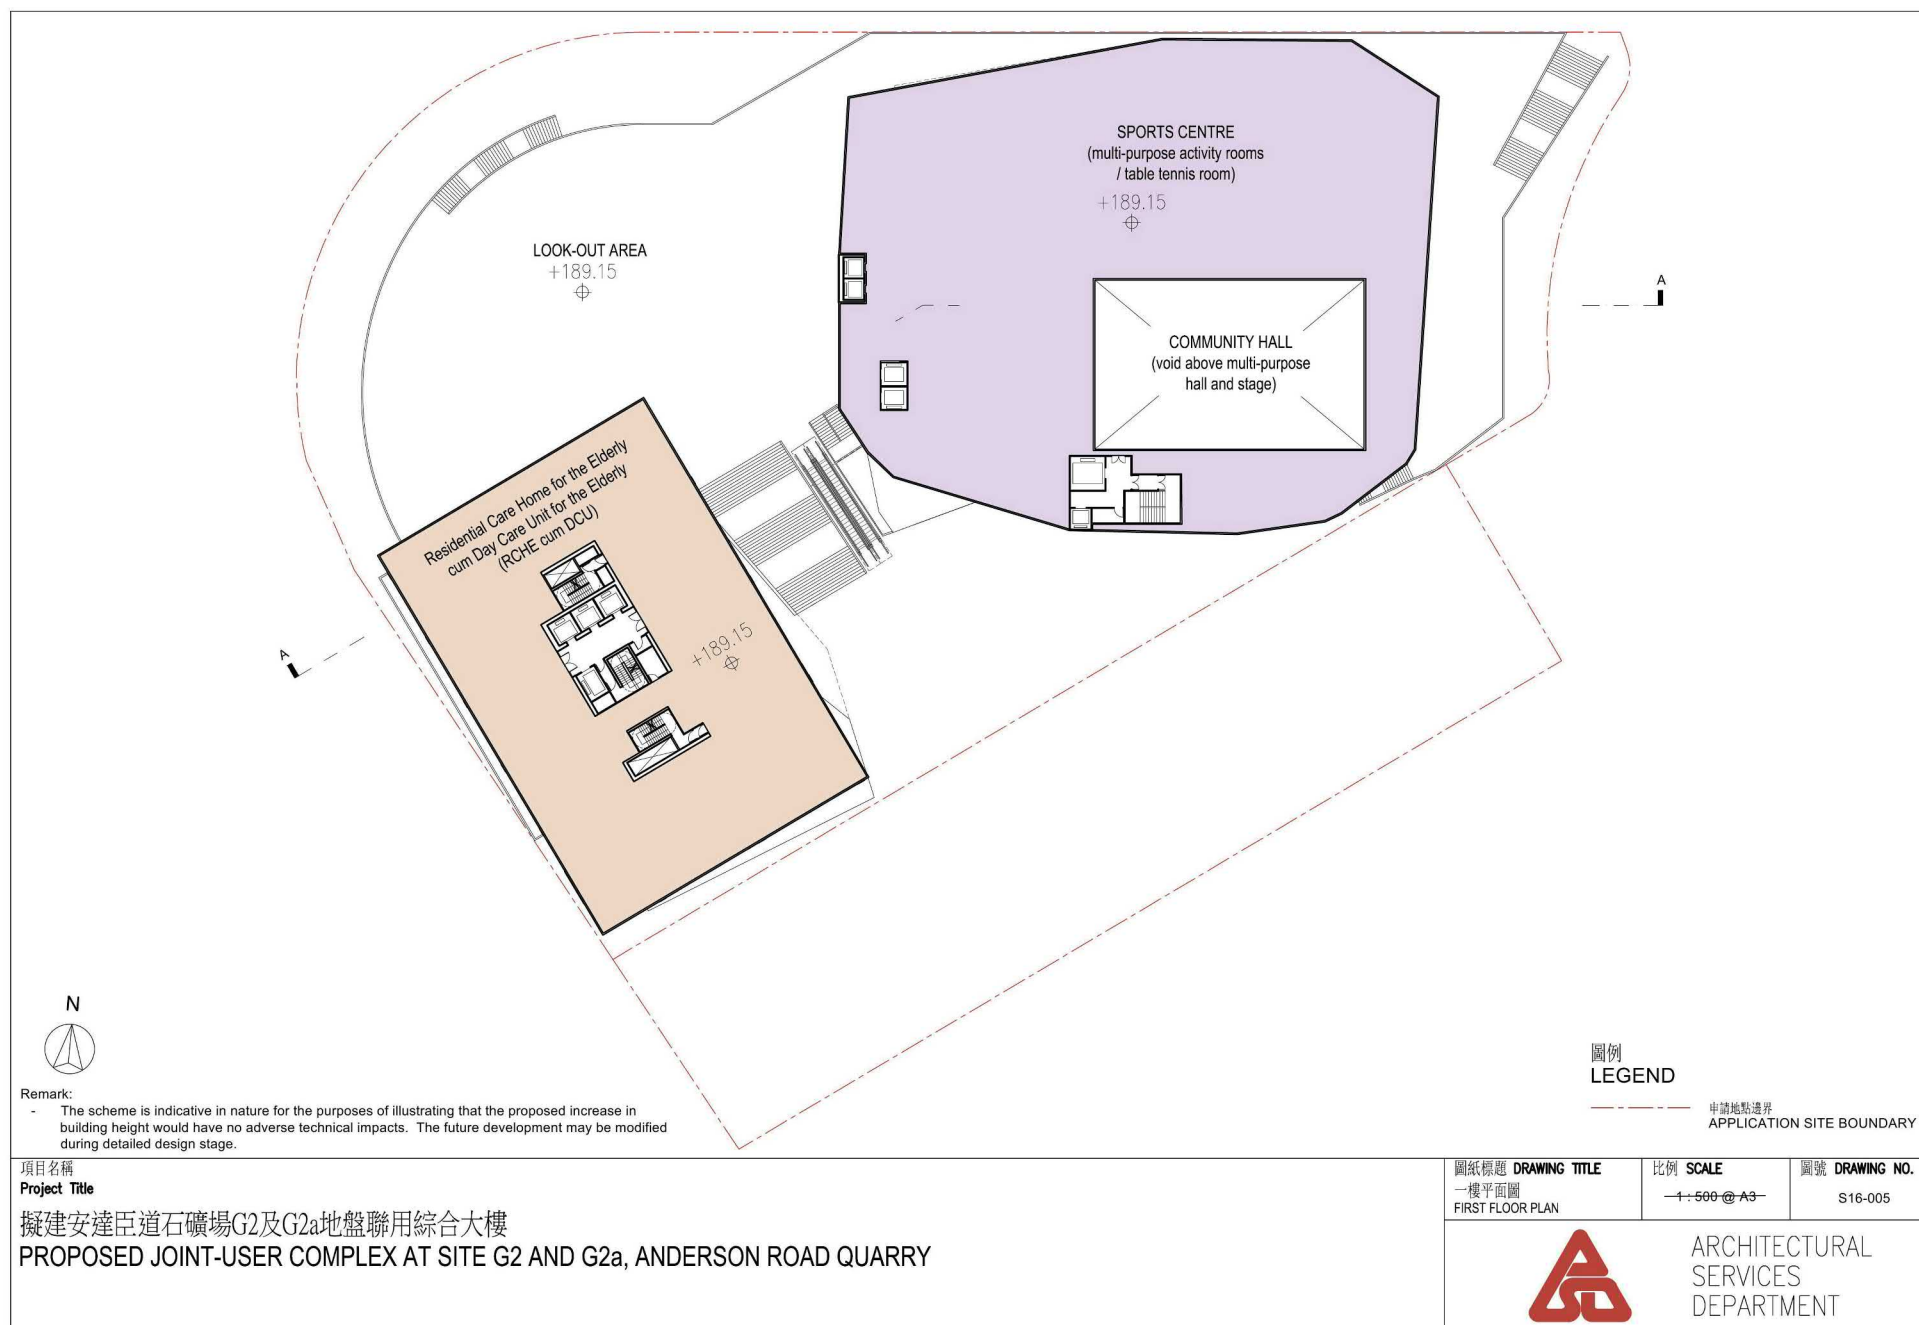 SPORTS CENTRE
(multi-purpose activity rooms
/ table tennis room)
+189.15
LOOK-OUT AREA
+189.15
A
COMMUNITY HALL
(void above multi-purpose
hall and stage)
Residential Care Home for the Elderly
cum Day Care Unit for the Elderly
(RCHE cum DCU)
+189.15
A
N
Remark:
- The scheme is indicative in nature for the purposes of illustrating that the proposed increase in
building height would have no adverse technical impacts. The future development may be modified
during detailed design stage.
圖例
LEGEND
申請地點邊界
APPLICATION SITE BOUNDARY
項目名稱
Project Title
擬建安達臣道石礦場G2及G2a地盤聯用綜合大樓
PROPOSED JOINT-USER COMPLEX AT SITE G2 AND G2a, ANDERSON ROAD QUARRY
圖紙標題 DRAWING TITLE
一樓平面圖
FIRST FLOOR PLAN
比例 SCALE
1 : 500 @ A3
圖號 DRAWING NO.
S16-005
ARCHITECTURAL
SERVICES
DEPARTMENT